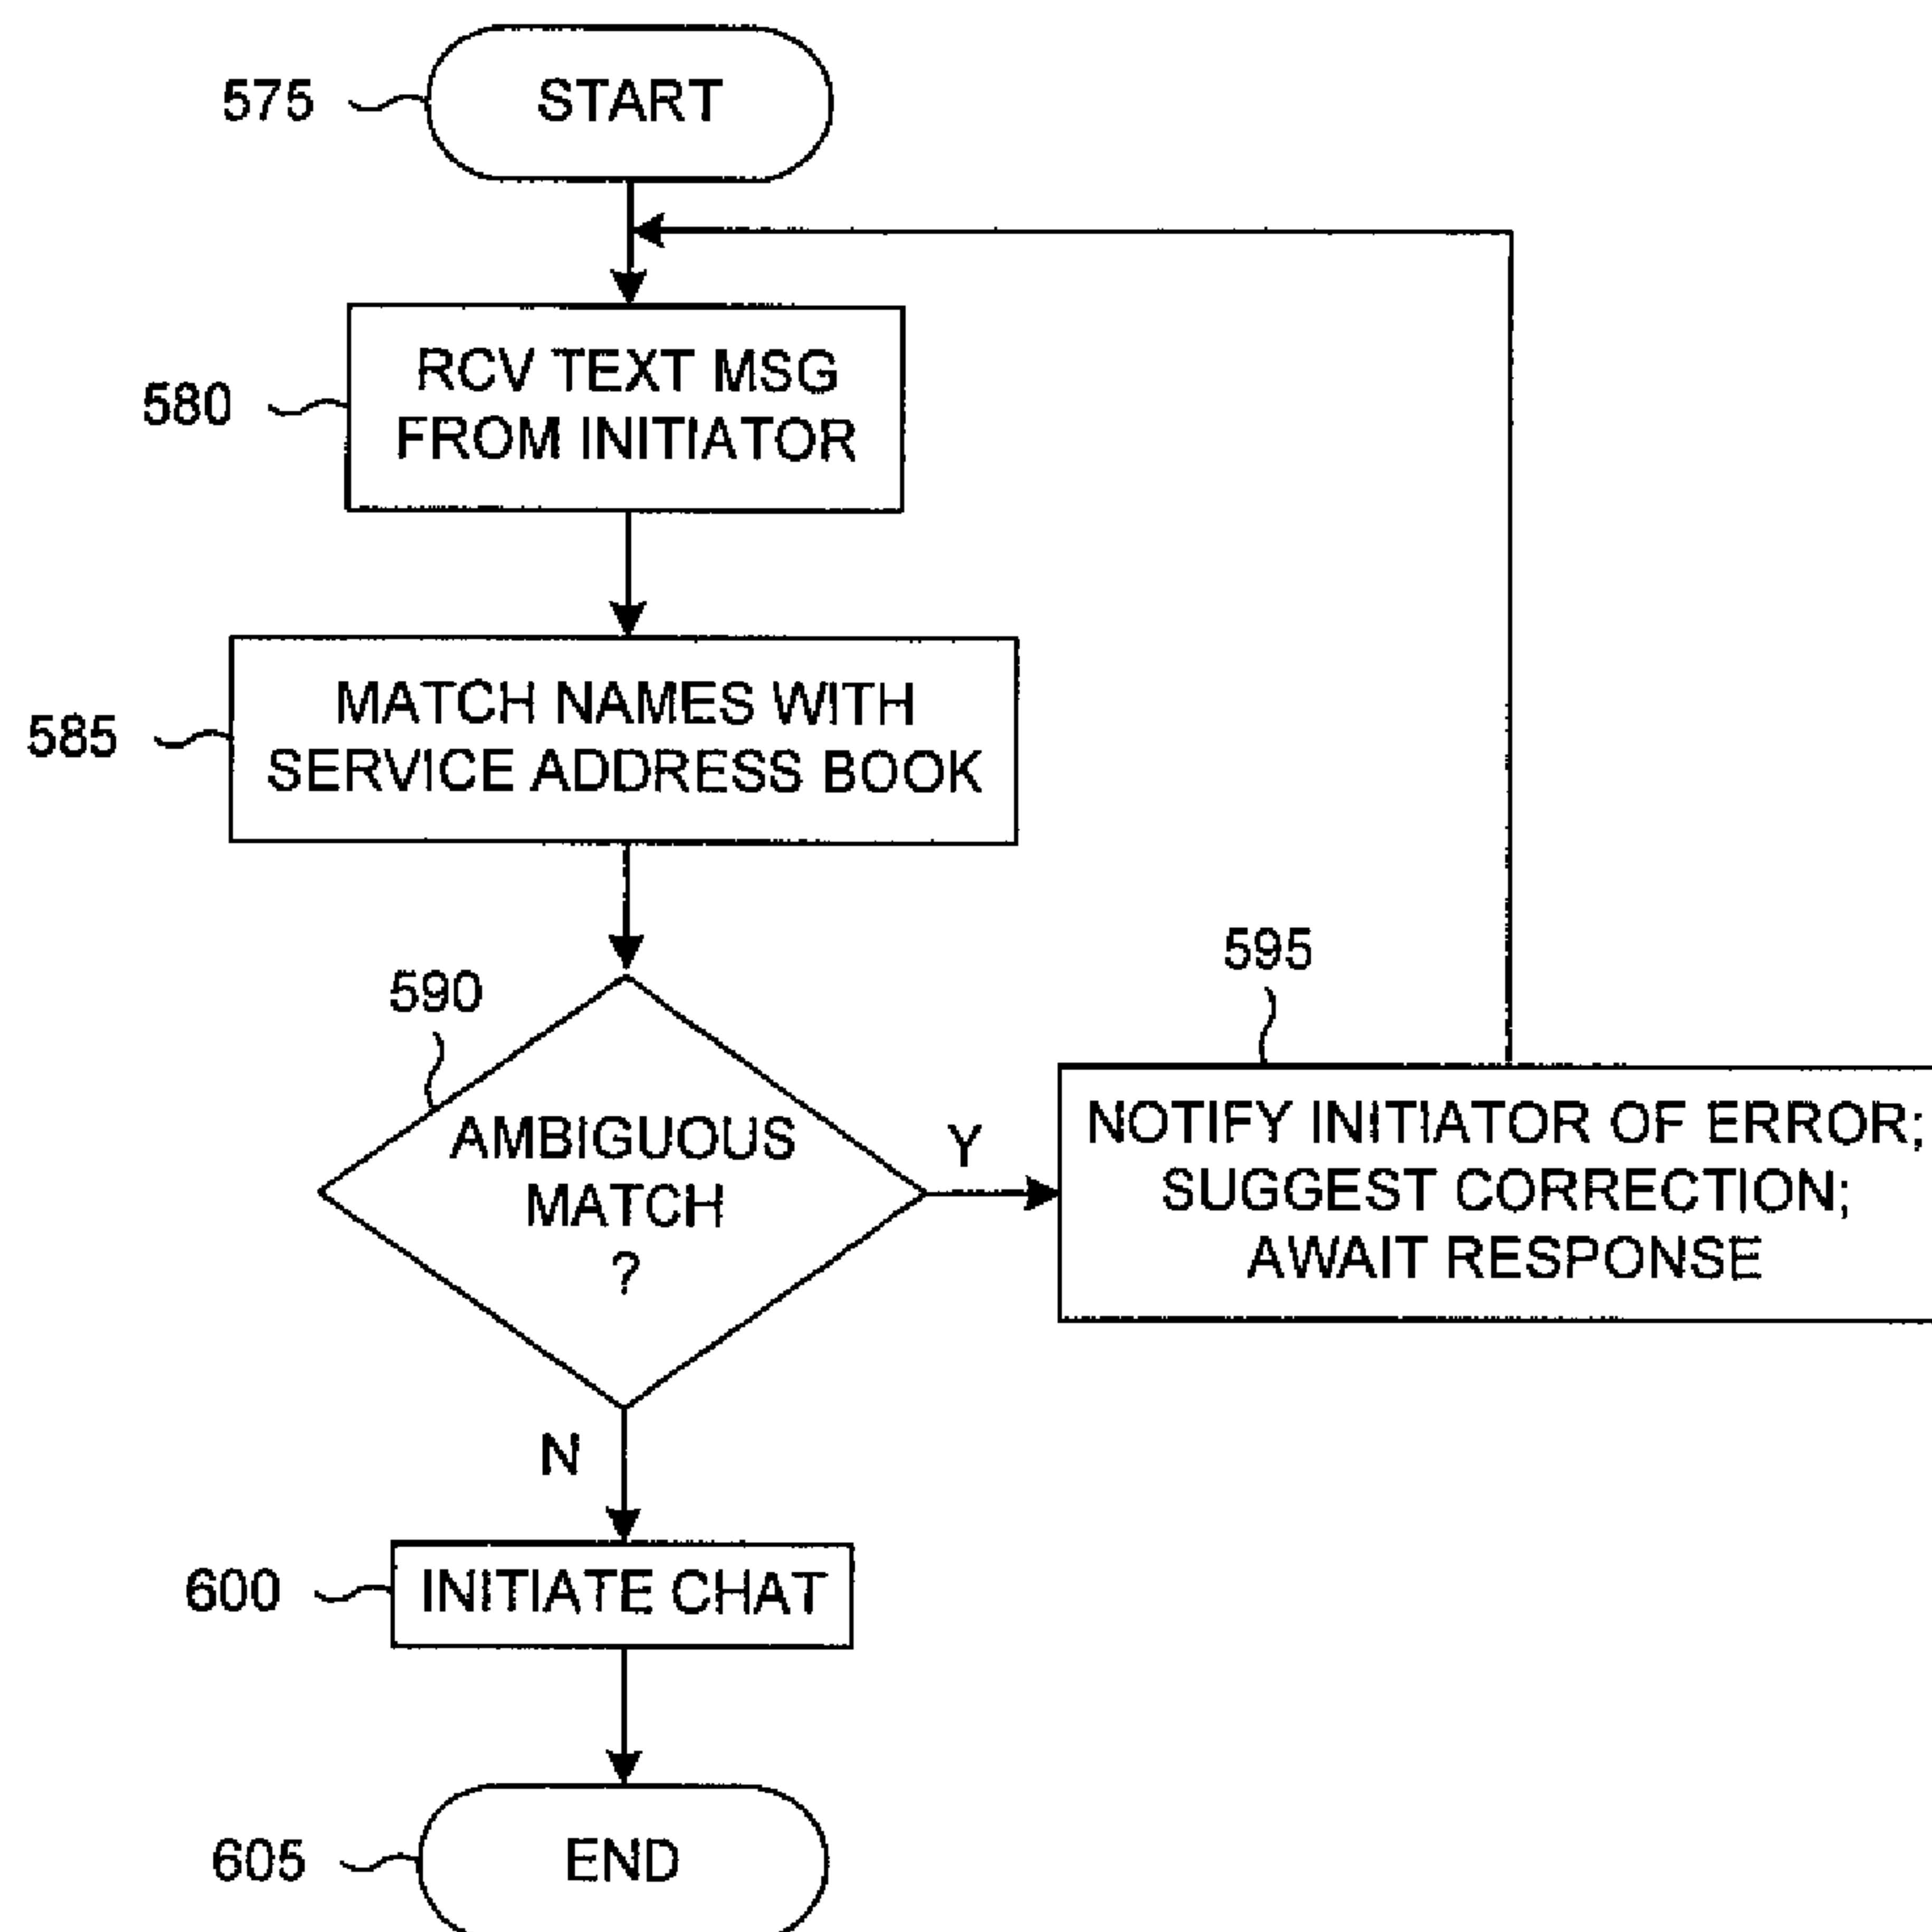 575
START
580
RCV TEXT MSG
FROM INITIATOR
585
MATCH NAMES WITH
SERVICE ADDRESS BOOK
590
AMBIGUOUS
MATCH
?
Y
595
NOTIFY INITIATOR OF ERROR;
SUGGEST CORRECTION;
AWAIT RESPONSE
N
600
INITIATE CHAT
605
END